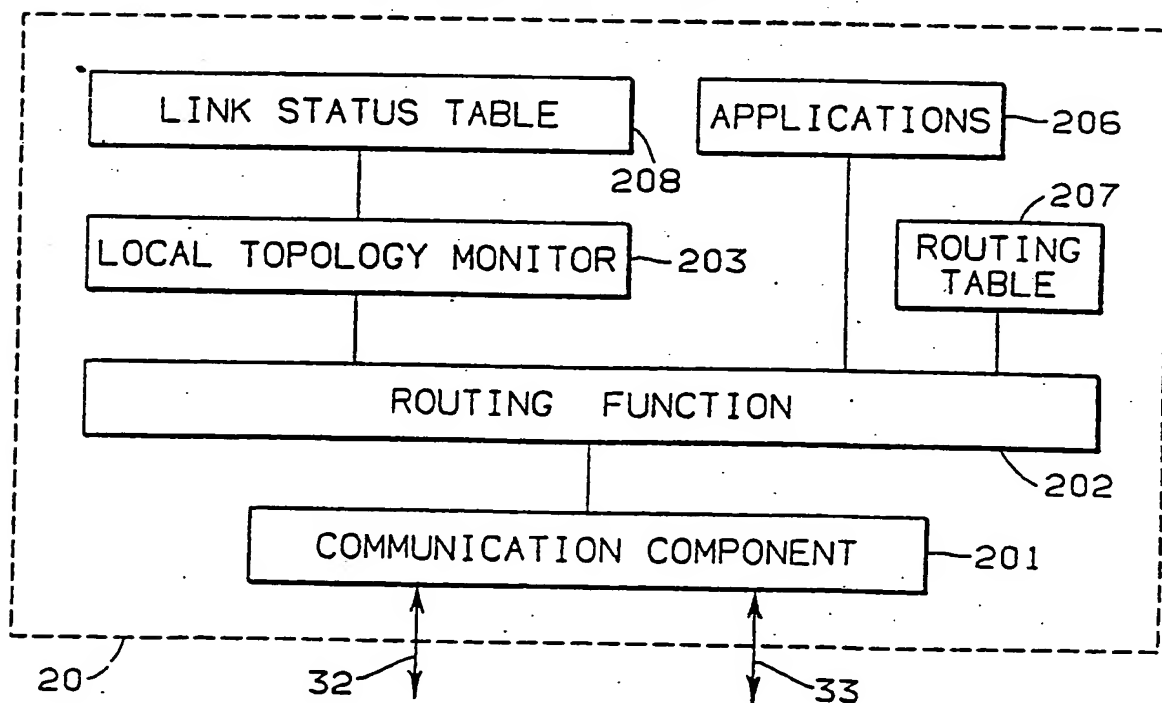 LINK STATUS TABLE
208
APPLICATIONS
206
207
LOCAL TOPOLOGY MONITOR
203
ROUTING
TABLE
ROUTING FUNCTION
202
COMMUNICATION COMPONENT
201
20
32
33